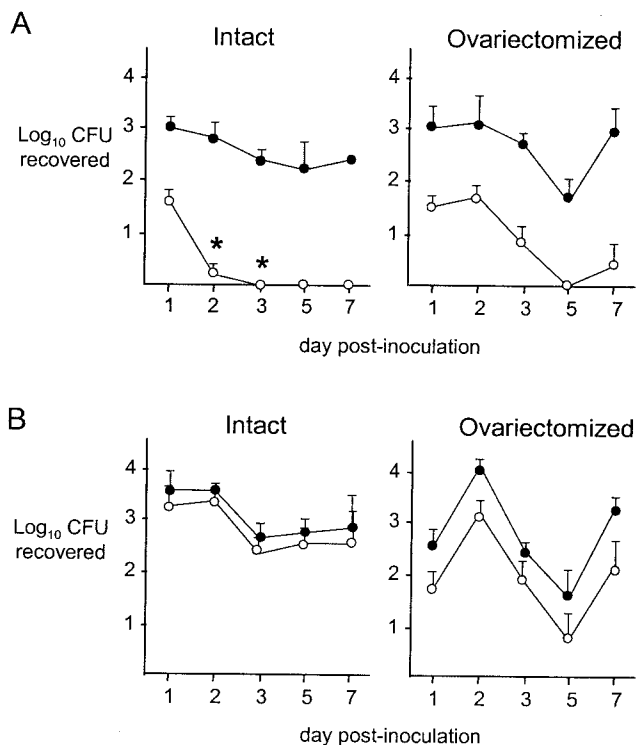 A
Intact
Ovariectomized
4
3
2
1
Log₁₀ CFU
recovered
*
*
1 2 3 5 7
4
3
2
1
1 2 3 5 7
day post-inoculation
B
Intact
Ovariectomized
4
3
2
1
Log₁₀ CFU
recovered
1 2 3 5 7
4
3
2
1
1 2 3 5 7
day post-inoculation